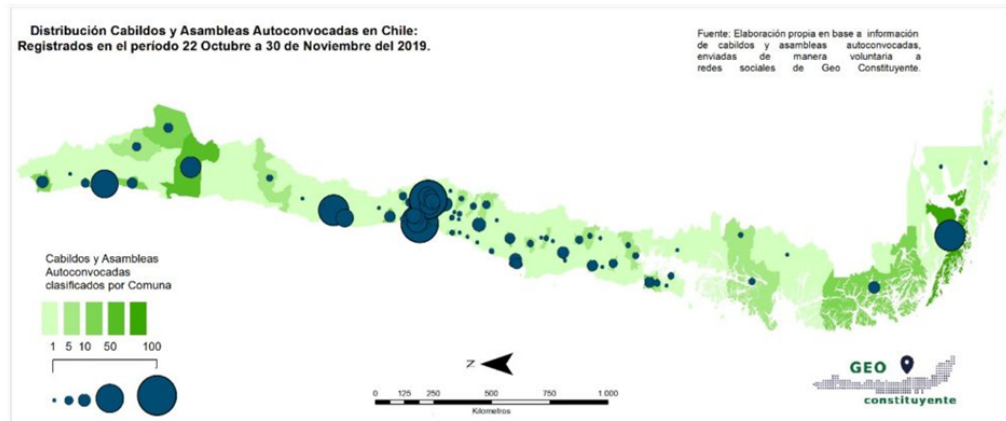 Distribución Cabildos y Asambleas Autoconvocadas en Chile:
Registrados en el período 22 Octubre a 30 de Noviembre del 2019.
Fuente: Elaboración propia en base a información
de cabildos y asambleas autoconvocadas,
enviadas de manera voluntaria a
redes sociales de Geo Constituyente.
Cabildos y Asambleas
Autoconvocadas
clasificados por Comuna
1 5 10 50 100
N
0 125 250 500 750 1 000
Kilometros
GEO
constituyente